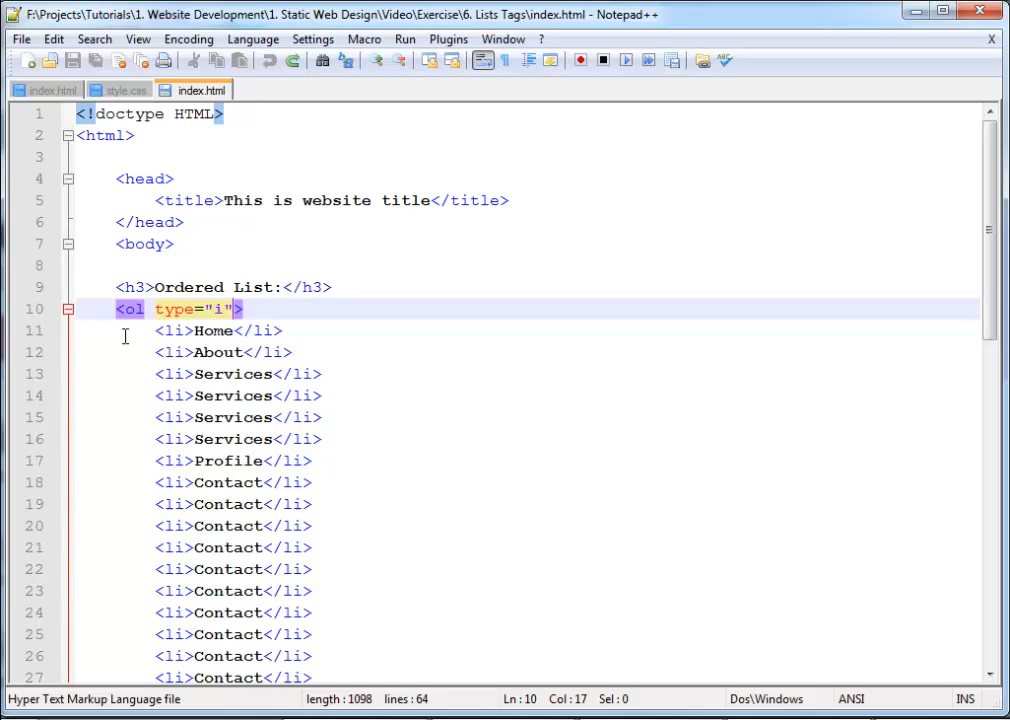 F:\Projects\Tutorials\1. Website Development\1. Static Web Design\Video\Exercise\6. Lists Tags\index.html - Notepad++
File Edit Search View Encoding Language Settings Macro Run Plugins Window ? X
index.html style.css index.html
1 <!doctype HTML>
2 <html>
3
4 <head>
5 <title>This is website title</title>
6 </head>
7 <body>
8
9 <h3>Ordered List:</h3>
10 <ol type="i">
11 <li>Home</li>
12 <li>About</li>
13 <li>Services</li>
14 <li>Services</li>
15 <li>Services</li>
16 <li>Services</li>
17 <li>Profile</li>
18 <li>Contact</li>
19 <li>Contact</li>
20 <li>Contact</li>
21 <li>Contact</li>
22 <li>Contact</li>
23 <li>Contact</li>
24 <li>Contact</li>
25 <li>Contact</li>
26 <li>Contact</li>
27 <li>Contact</li>
Hyper Text Markup Language file length : 1098 lines : 64 Ln : 10 Col : 17 Sel : 0 Dos\Windows ANSI INS